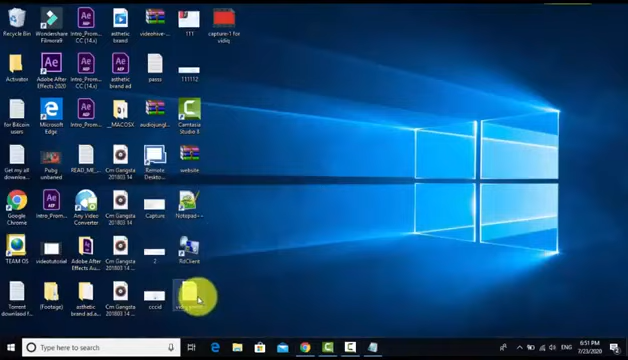 Recycle Bin
Wondershare
Filmora9
Intro_Prom...
CC (14.x)
asthetic
brand
videohive-...
111
capture-1 for
vidiq
Activator
Adobe After
Effects 2020
Intro_Prom...
CC (14.x)
asthetic
brand ad
passs
111112
for Bitcoin
users
Microsoft
Edge
Intro_Prom...
__MACOSX
audiojungl...
Camtasia
Studio 8
Get my all
downloa...
Pubg
unbaned
READ_ME_...
Cm Gangsta
201803 14
Remote
Deskto...
website
Google
Chrome
Intro_Prom...
Any Video
Converter
Cm Gangsta
201803 14
Capture
Notepad++
TEAM OS
videotutorial
Adobe After
Effects Au...
Cm Gangsta
201803 14 ...
2
RdClient
Torrent
download f...
(Footage)
asthetic
brand ad.a...
Cm Gangsta
201803 14 ...
cccid
Type here to search
ENG
6:51 PM
7/23/2020